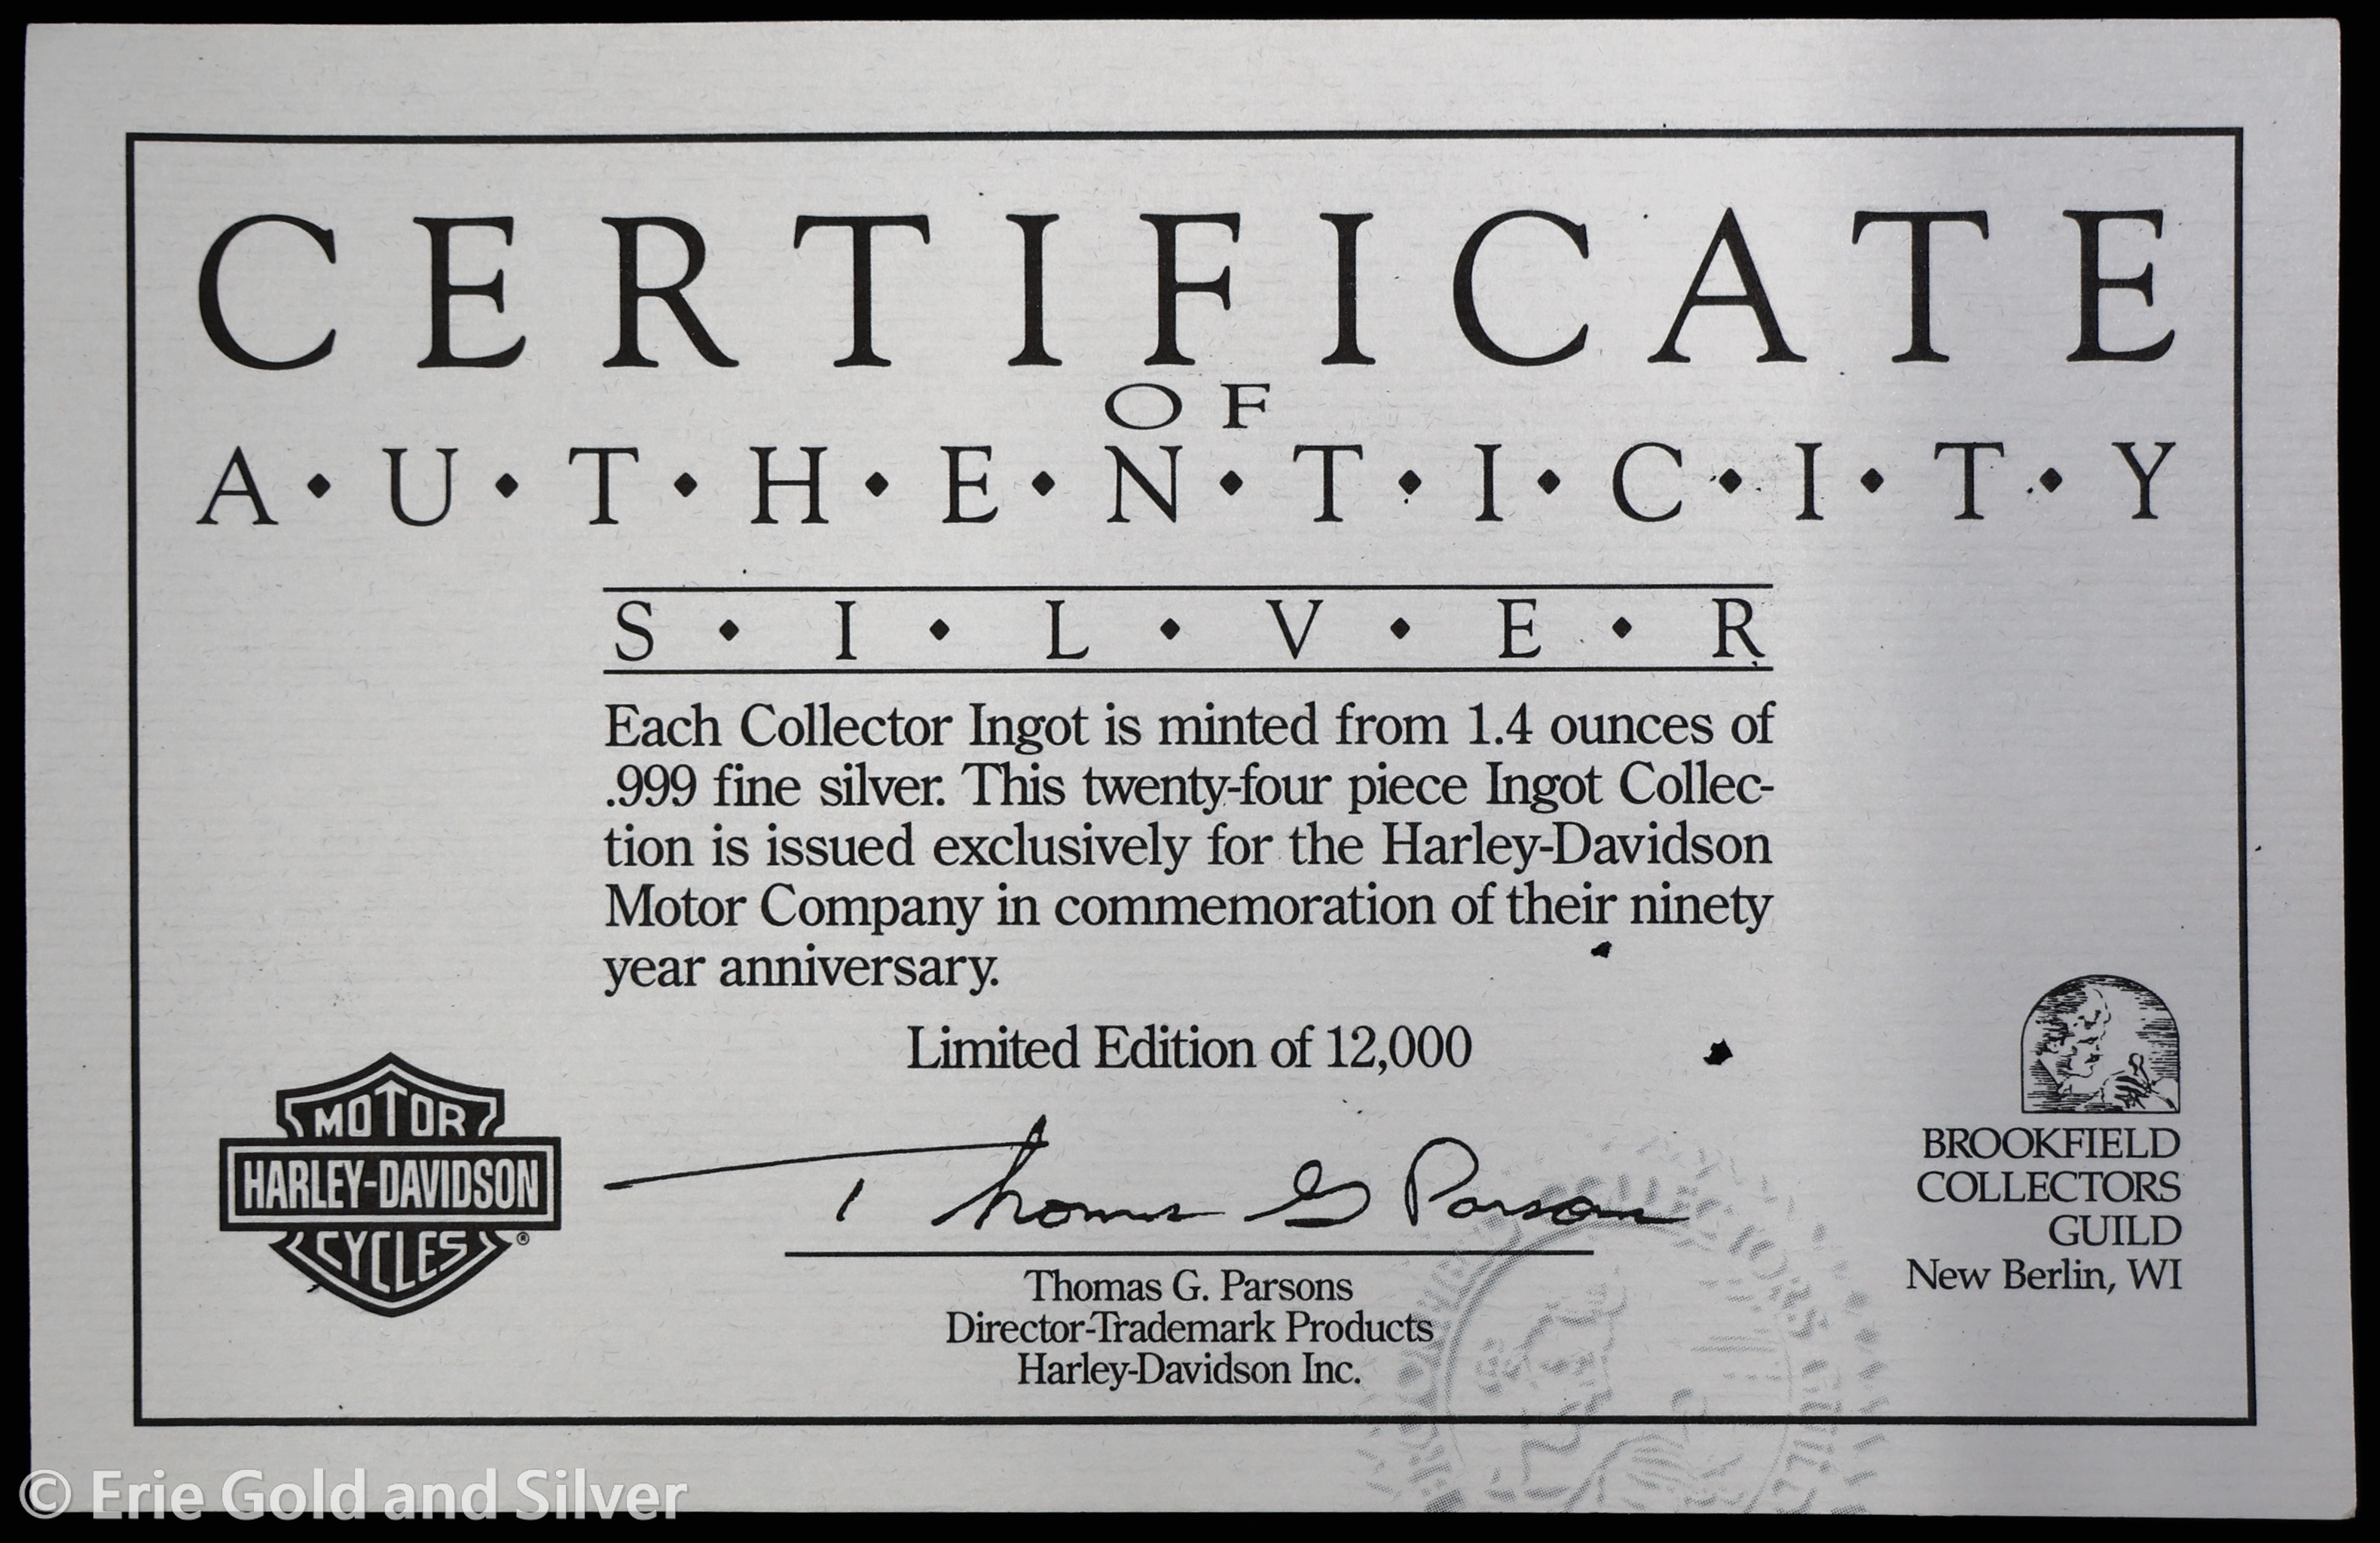 CERTIFICATE
OF
A•U•T•H•E•N•T•I•C•I•T•Y
S•I•L•V•E•R
Each Collector Ingot is minted from 1.4 ounces of
.999 fine silver. This twenty-four piece Ingot Collec-
tion is issued exclusively for the Harley-Davidson
Motor Company in commemoration of their ninety
year anniversary.
Limited Edition of 12,000
MOTOR
HARLEY-DAVIDSON
CYCLES®
Thomas G Parsons
Thomas G. Parsons
Director-Trademark Products
Harley-Davidson Inc.
BROOKFIELD
COLLECTORS
GUILD
New Berlin, WI
© Erie Gold and Silver